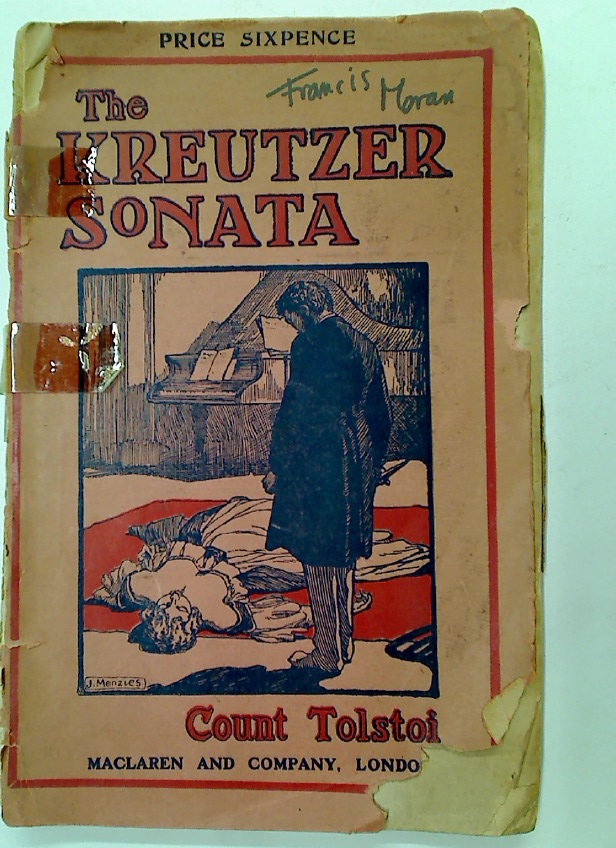 PRICE SIXPENCE
Francis Moran
The
KREUTZER
SONATA
J. Menzies
Count Tolstoi
MACLAREN AND COMPANY, LONDO